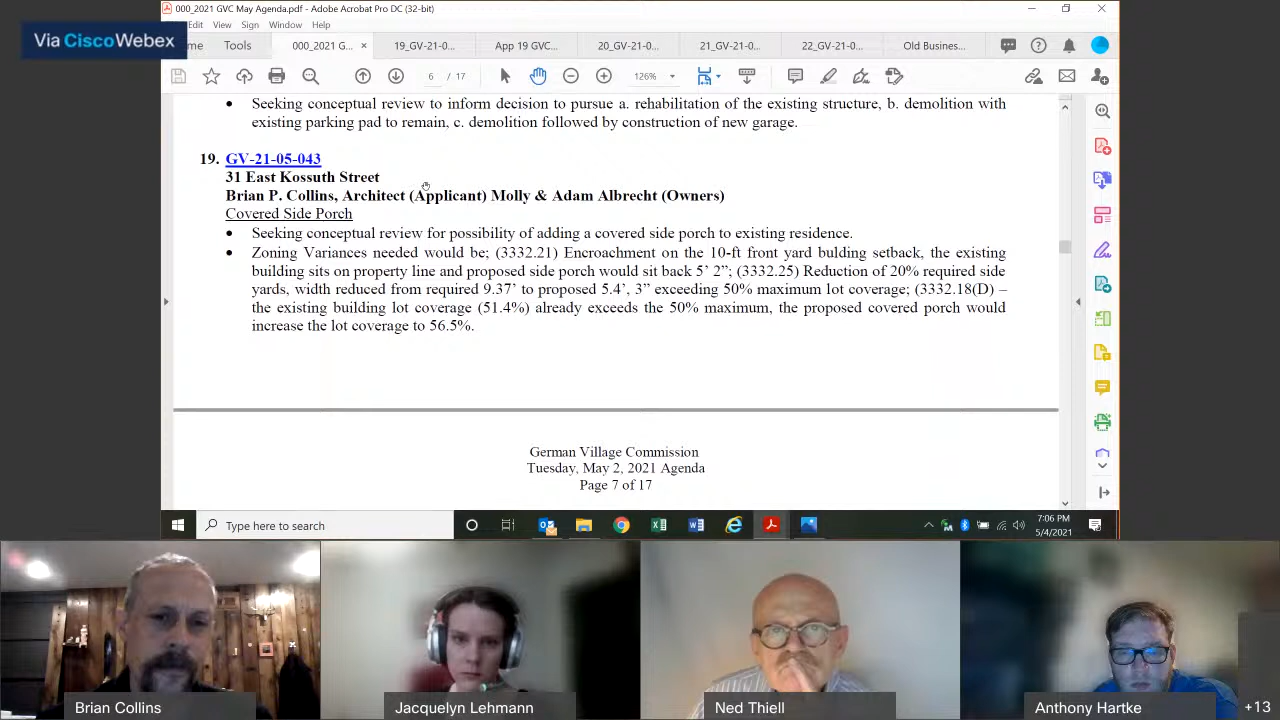 000_2021 GVC May Agenda.pdf - Adobe Acrobat Pro DC (32-bit)
Edit View Sign Window Help
Via CiscoWebex
me Tools 000_2021 G... × 19_GV-21-0... App 19 GVC... 20_GV-21-0... 21_GV-21-0... 22_GV-21-0... Old Business...
6 / 17 126%
• Seeking conceptual review to inform decision to pursue a. rehabilitation of the existing structure, b. demolition with
existing parking pad to remain, c. demolition followed by construction of new garage.
19. GV-21-05-043
31 East Kossuth Street
Brian P. Collins, Architect (Applicant) Molly & Adam Albrecht (Owners)
Covered Side Porch
• Seeking conceptual review for possibility of adding a covered side porch to existing residence.
• Zoning Variances needed would be; (3332.21) Encroachment on the 10-ft front yard bulding setback, the existing
building sits on property line and proposed side porch would sit back 5' 2”; (3332.25) Reduction of 20% required side
yards, width reduced from required 9.37' to proposed 5.4', 3” exceeding 50% maximum lot coverage; (3332.18(D) –
the existing building lot coverage (51.4%) already exceeds the 50% maximum, the proposed covered porch would
increase the lot coverage to 56.5%.
German Village Commission
Tuesday, May 2, 2021 Agenda
Page 7 of 17
Type here to search
7:06 PM
5/4/2021
Brian Collins
Jacquelyn Lehmann
Ned Thiell
Anthony Hartke
+13